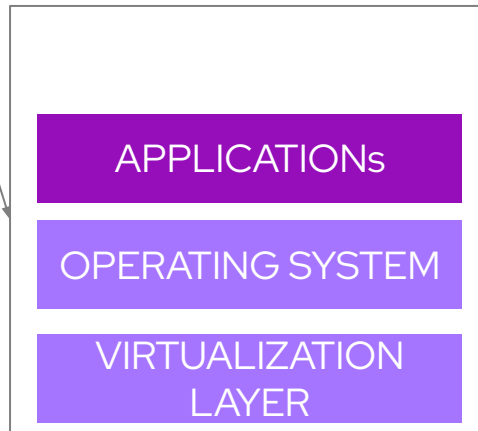 APPLICATIONs
OPERATING SYSTEM
VIRTUALIZATION
LAYER